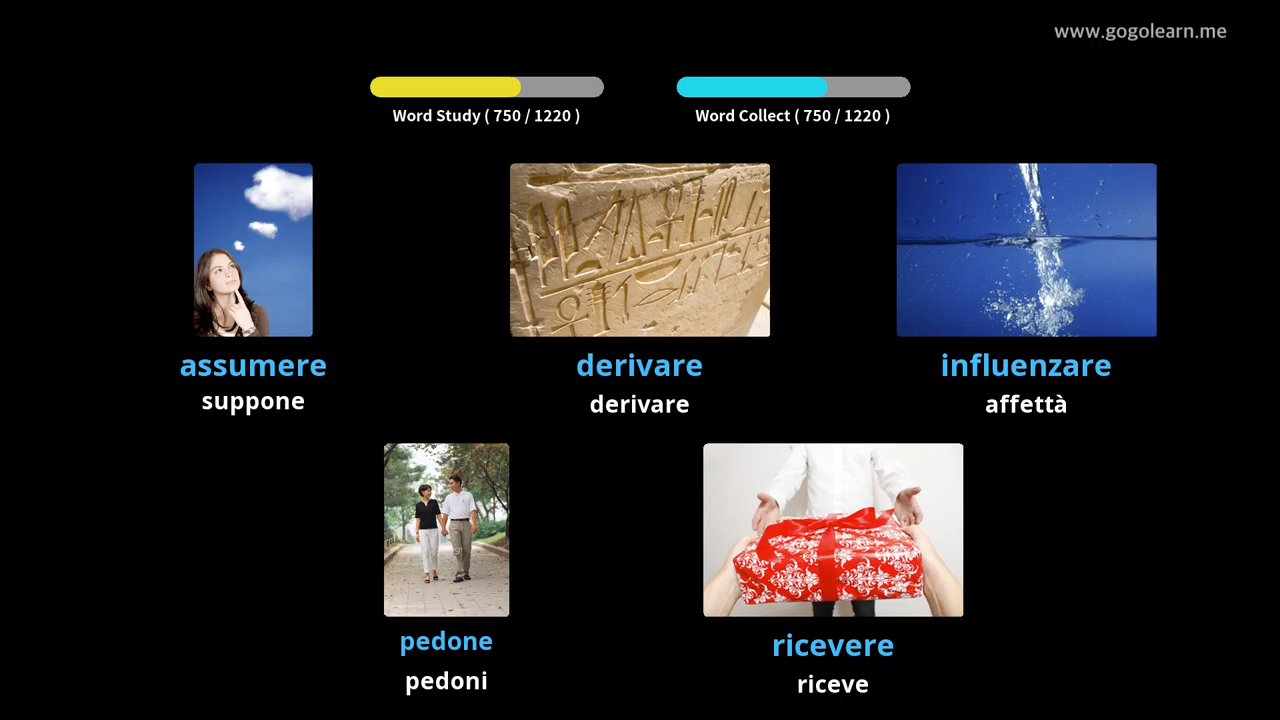 www.gogolearn.me
Word Study ( 750 / 1220 )
Word Collect ( 750 / 1220 )
assumere
suppone
derivare
derivare
influenzare
affettà
pedone
pedoni
ricevere
riceve